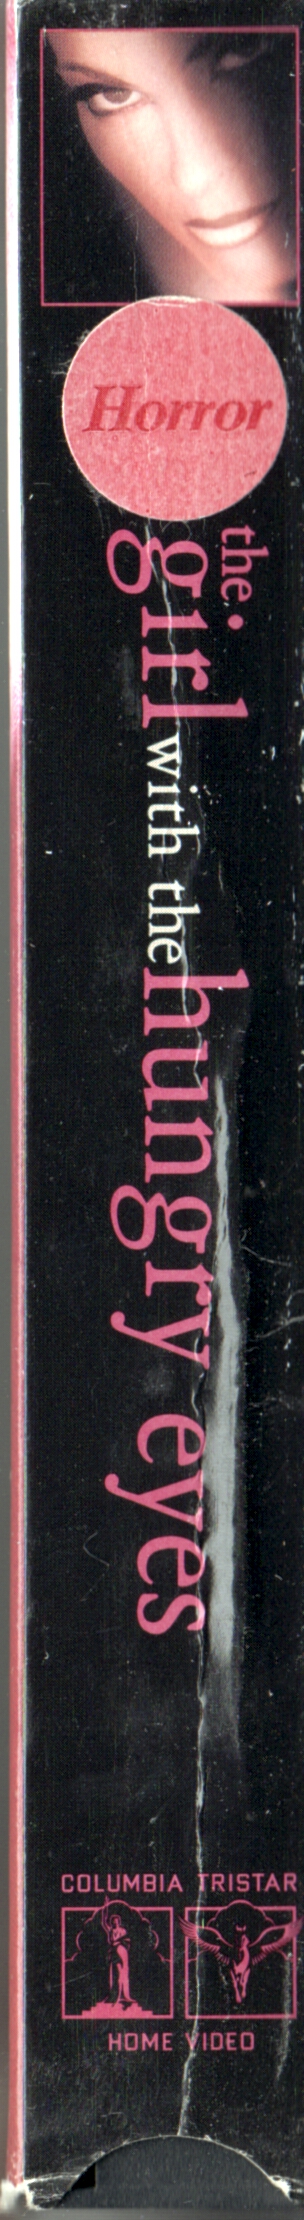 Horror
the
girl with the hungry eyes
COLUMBIA TRISTAR
HOME VIDEO